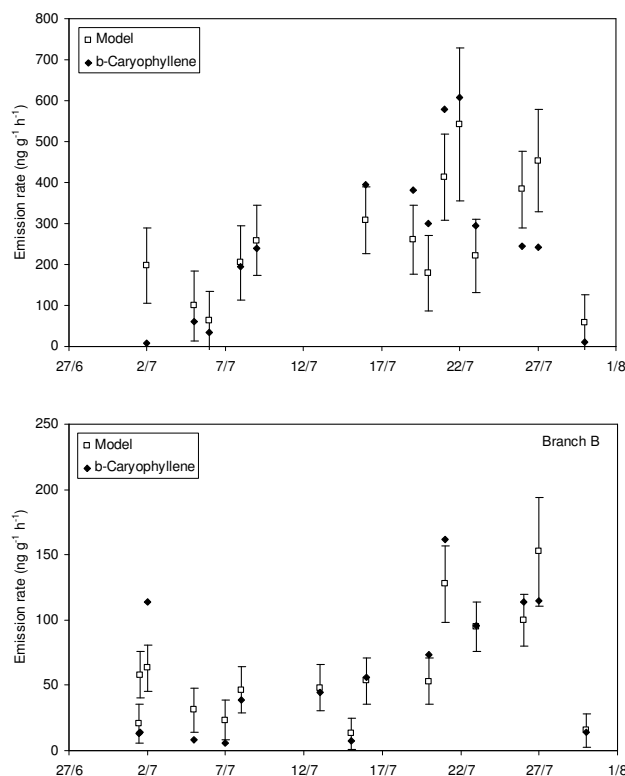 800
700
600
500
400
300
200
100
0
Emission rate (ng g⁻¹ h⁻¹)
Model
b-Caryophyllene
27/6 2/7 7/7 12/7 17/7 22/7 27/7 1/8
250
200
150
100
50
0
Emission rate (ng g⁻¹ h⁻¹)
Model
b-Caryophyllene
Branch B
27/6 2/7 7/7 12/7 17/7 22/7 27/7 1/8